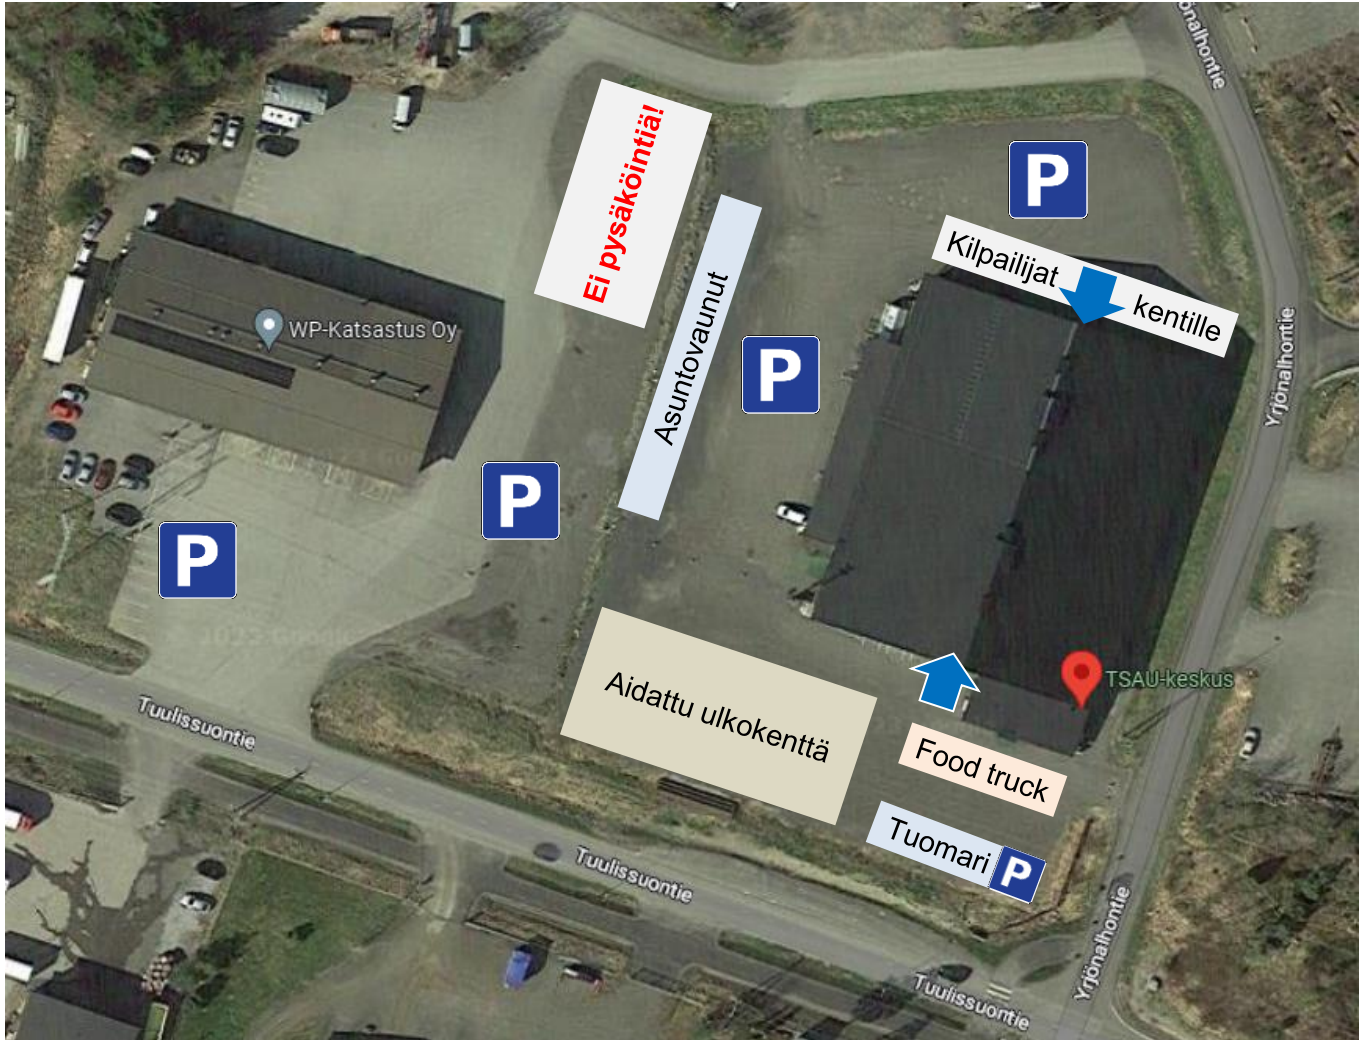 Yrjönalhontie
Ei pysäköintiä!
P
Kilpailijat kentille
WP-Katsastus Oy
Asuntovaunut
Yrjönalhontie
P
P
P
TSAU-keskus
Aidattu ulkokenttä
Tuulissuontie
Food truck
Tuomari P
Tuulissuontie
Yrjönalhontie
Tuulissuontie